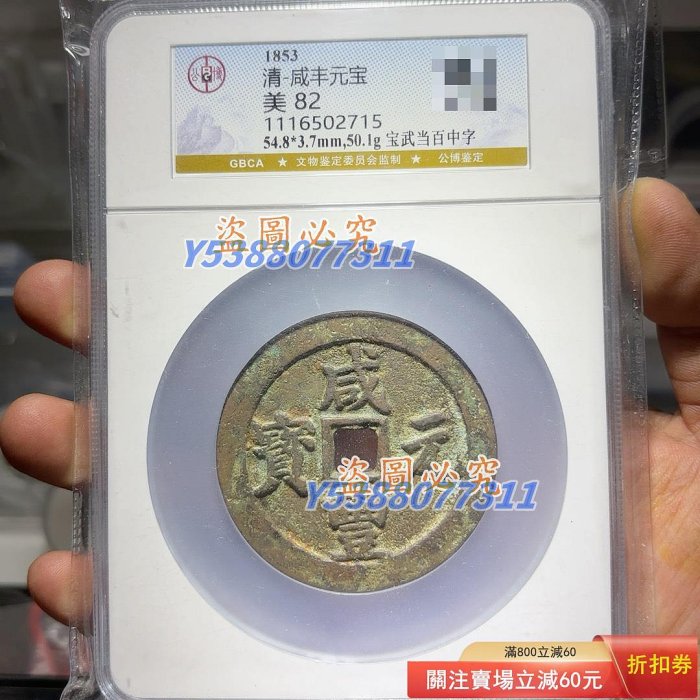 1853
清-咸丰元宝
美 82
1116502715
54.8*3.7mm,50.1g 宝武当百中字
GBCA ★ 文物鉴定委员会监制 ★ 公博鉴定
盜圖必究
Y5388077311
咸
寶 元
盜圖必究
Y5388077311
豐
滿800立減60
關注賣場立減60元
折扣券